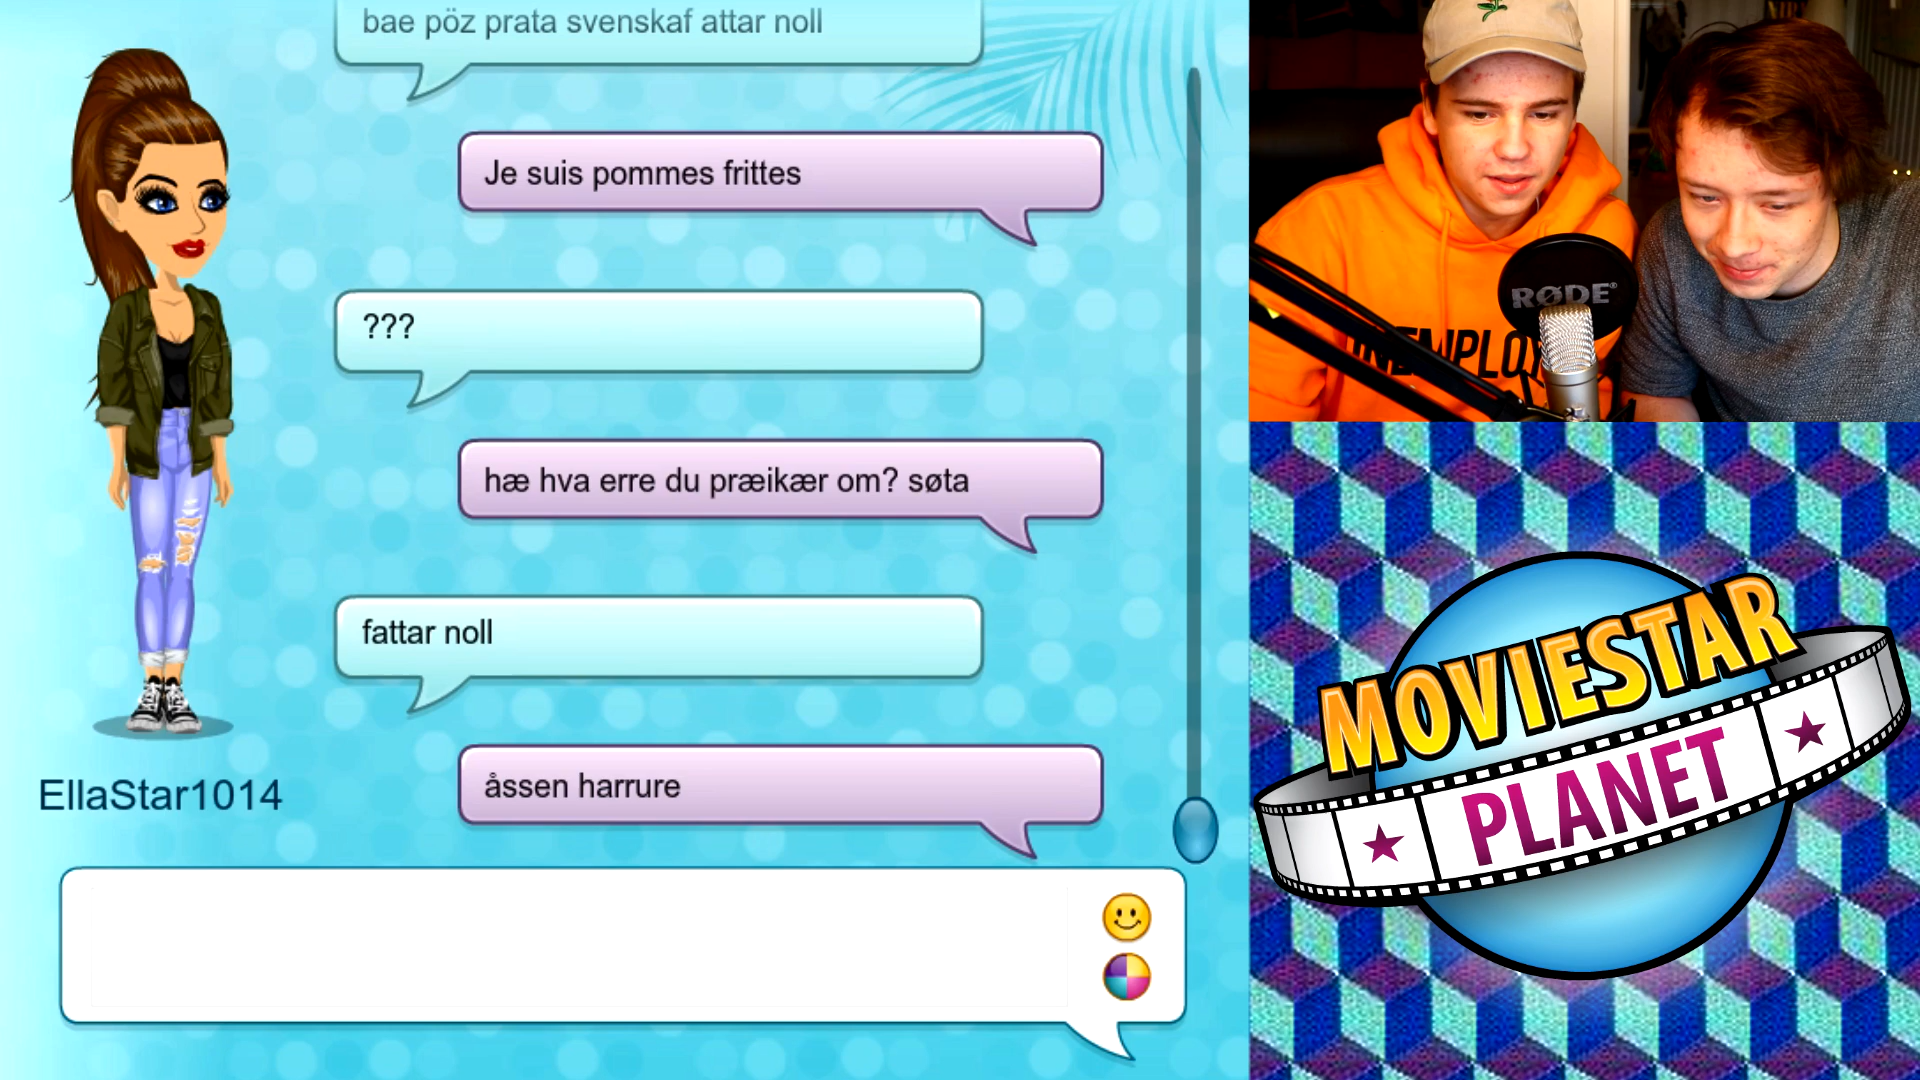 bae pöz prata svenskaf attar noll
Je suis pommes frittes
???
hæ hva erre du præikær om? søta
fattar noll
åssen harrure
EllaStar1014
RØDE®
MOVIESTAR
PLANET